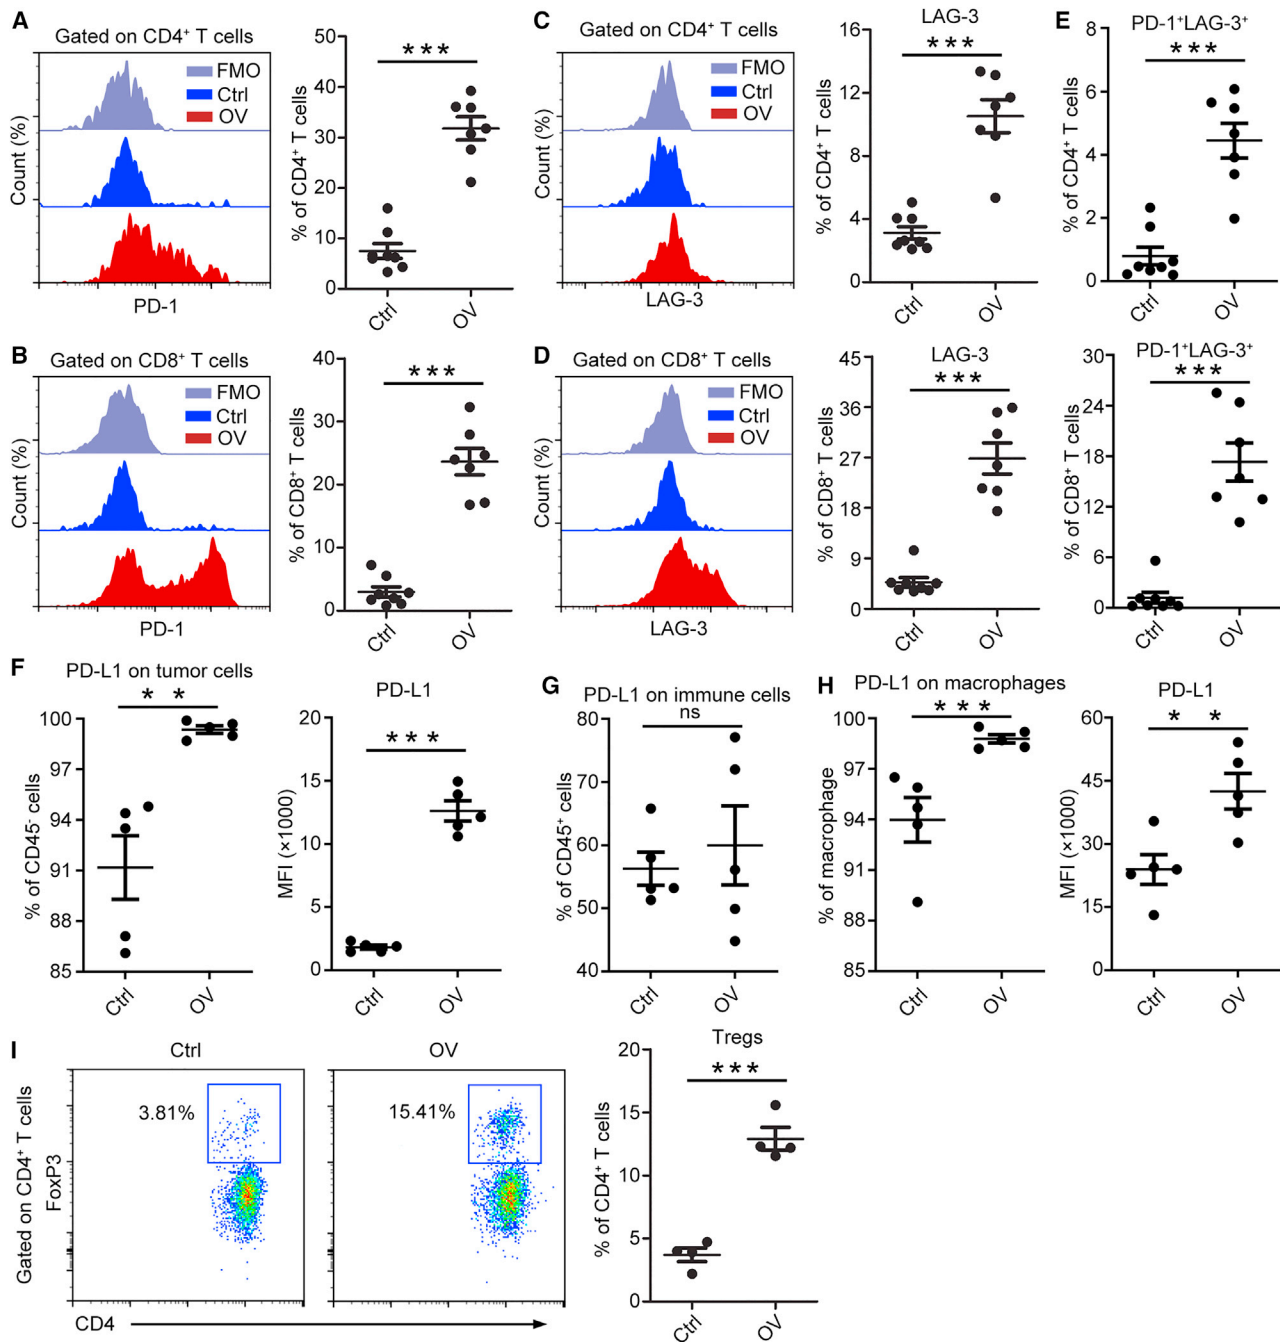 A
Gated on CD4⁺ T cells
FMO
Ctrl
OV
Count (%)
PD-1
***
% of CD4⁺ T cells
50
40
30
20
10
0
Ctrl
OV
C
Gated on CD4⁺ T cells
FMO
Ctrl
OV
Count (%)
LAG-3
LAG-3
***
% of CD4⁺ T cells
16
12
8
4
0
Ctrl
OV
E
PD-1⁺LAG-3⁺
***
% of CD4⁺ T cells
8
6
4
2
0
Ctrl
OV
B
Gated on CD8⁺ T cells
FMO
Ctrl
OV
Count (%)
PD-1
***
% of CD8⁺ T cells
40
30
20
10
0
Ctrl
OV
D
Gated on CD8⁺ T cells
FMO
Ctrl
OV
Count (%)
LAG-3
LAG-3
***
% of CD8⁺ T cells
45
36
27
18
9
0
Ctrl
OV
PD-1⁺LAG-3⁺
***
% of CD8⁺ T cells
30
24
18
12
6
0
Ctrl
OV
F
PD-L1 on tumor cells
* *
% of CD45⁻ cells
100
97
94
91
88
85
Ctrl
OV
PD-L1
***
MFI (×1000)
20
15
10
5
0
Ctrl
OV
G
PD-L1 on immune cells
ns
% of CD45⁺ cells
80
70
60
50
40
Ctrl
OV
H
PD-L1 on macrophages
***
% of macrophage
100
97
94
91
88
85
Ctrl
OV
PD-L1
* *
MFI (×1000)
60
45
30
15
0
Ctrl
OV
I
Ctrl
OV
Gated on CD4⁺ T cells
FoxP3
3.81%
15.41%
CD4
Tregs
***
% of CD4⁺ T cells
20
15
10
5
0
Ctrl
OV